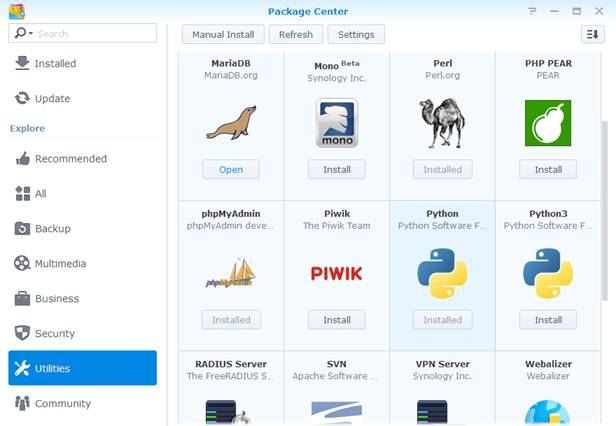 Package Center
Search
Manual Install Refresh Settings
Installed
Update
Explore
Recommended
All
Backup
Multimedia
Business
Security
Utilities
Community
MariaDB
MariaDB.org
Open
Mono Beta
Synology Inc.
mono
Install
Perl
Perl.org
Installed
PHP PEAR
PEAR
Install
phpMyAdmin
phpMyAdmin deve...
phpMyAdmin
Installed
Piwik
The Piwik Team
PIWIK
Install
Python
Python Software F...
Installed
Python3
Python Software F...
Install
RADIUS Server
The FreeRADIUS S...
SVN
Apache Software ...
VPN Server
Synology Inc.
Webalizer
Webalizer